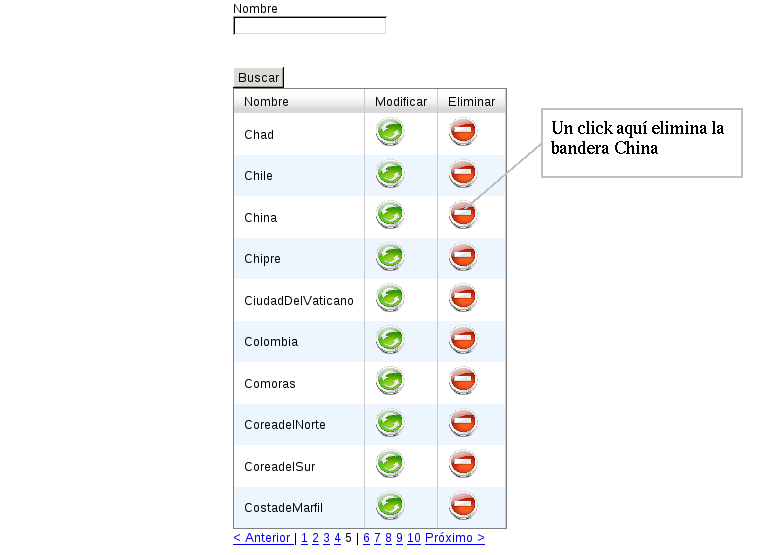 Nombre
Buscar
Nombre Modificar Eliminar
Chad
Un click aquí elimina la
bandera China
Chile
China
Chipre
CiudadDelVaticano
Colombia
Comoras
CoreadelNorte
CoreadelSur
CostadeMarfil
< Anterior | 1 2 3 4 5 | 6 7 8 9 10 Próximo >